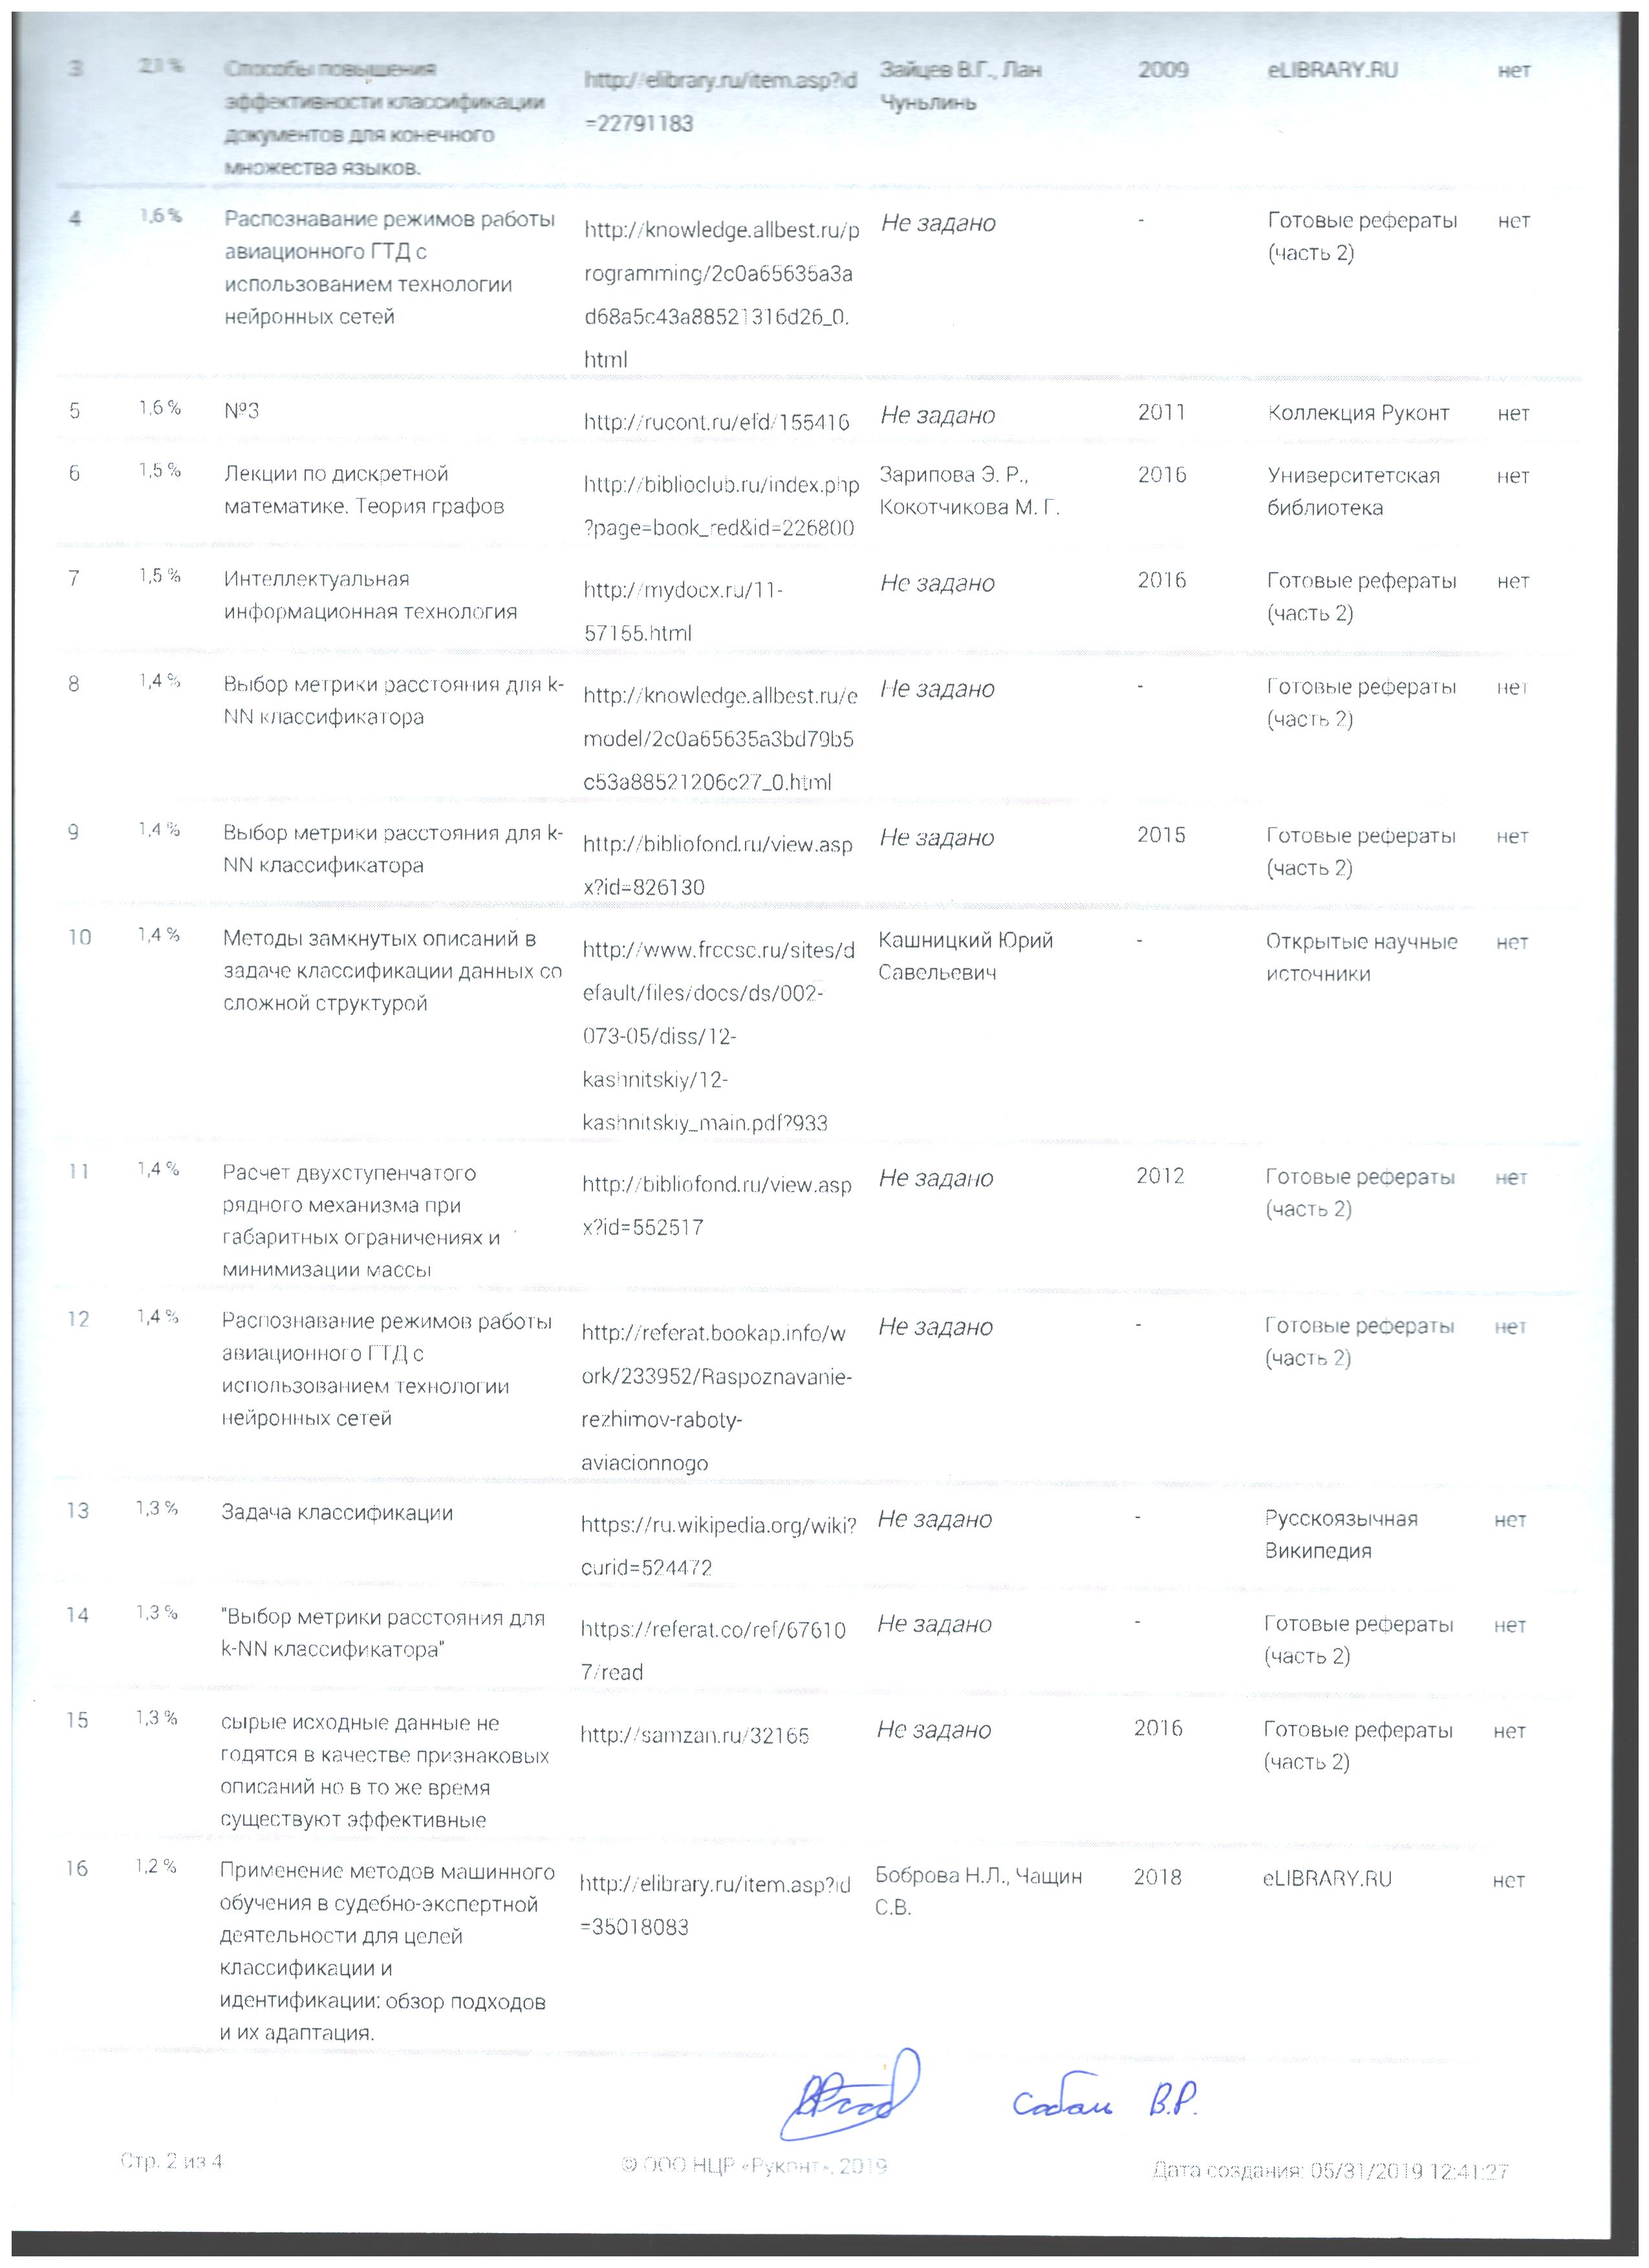 3 2,1 % Способы повышения http://elibrary.ru/item.asp?id Зайцев В.Г., Лан 2009 eLIBRARY.RU нет
эффективности классификации =22791183 Чуньлинь
документов для конечного
множества языков.
4 1,6 % Распознавание режимов работы http://knowledge.allbest.ru/p Не задано - Готовые рефераты нет
авиационного ГТД с rogramming/2c0a65635a3a (часть 2)
использованием технологии d68a5c43a88521316d26_0.
нейронных сетей html
5 1,6 % №3 http://rucont.ru/efd/155416 Не задано 2011 Коллекция Руконт нет
6 1,5 % Лекции по дискретной http://biblioclub.ru/index.php Зарипова Э. Р., 2016 Университетская нет
математике. Теория графов ?page=book_red&id=226800 Кокотчикова М. Г. библиотека
7 1,5 % Интеллектуальная http://mydocx.ru/11- Не задано 2016 Готовые рефераты нет
информационная технология 57155.html (часть 2)
8 1,4 % Выбор метрики расстояния для k- http://knowledge.allbest.ru/e Не задано - Готовые рефераты нет
NN классификатора model/2c0a65635a3bd79b5 (часть 2)
c53a88521206c27_0.html
9 1,4 % Выбор метрики расстояния для k- http://bibliofond.ru/view.asp Не задано 2015 Готовые рефераты нет
NN классификатора x?id=826130 (часть 2)
10 1,4 % Методы замкнутых описаний в http://www.frccsc.ru/sites/d Кашницкий Юрий - Открытые научные нет
задаче классификации данных со efault/files/docs/ds/002- Савельевич источники
сложной структурой 073-05/diss/12-
kashnitskiy/12-
kashnitskiy_main.pdf?933
11 1,4 % Расчет двухступенчатого http://bibliofond.ru/view.asp Не задано 2012 Готовые рефераты нет
рядного механизма при x?id=552517 (часть 2)
габаритных ограничениях и
минимизации массы
12 1,4 % Распознавание режимов работы http://referat.bookap.info/w Не задано - Готовые рефераты нет
авиационного ГТД с ork/233952/Raspoznavanie- (часть 2)
использованием технологии rezhimov-raboty-
нейронных сетей aviacionnogo
13 1,3 % Задача классификации https://ru.wikipedia.org/wiki? Не задано - Русскоязычная нет
curid=524472 Википедия
14 1,3 % "Выбор метрики расстояния для https://referat.co/ref/67610 Не задано - Готовые рефераты нет
k-NN классификатора" 7/read (часть 2)
15 1,3 % сырые исходные данные не http://samzan.ru/32165 Не задано 2016 Готовые рефераты нет
годятся в качестве признаковых (часть 2)
описаний но в то же время
существуют эффективные
16 1,2 % Применение методов машинного http://elibrary.ru/item.asp?id Боброва Н.Л., Чащин 2018 eLIBRARY.RU нет
обучения в судебно-экспертной =35018083 С.В.
деятельности для целей
классификации и
идентификации: обзор подходов
и их адаптация.
В.Р.
Стр. 2 из 4 © ООО НЦР «Руконт», 2019 Дата создания: 05/31/2019 12:41:27